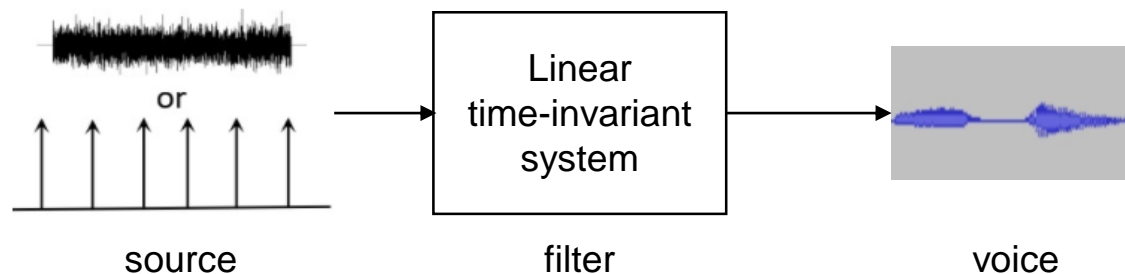 or
Linear
time-invariant
system
source
filter
voice